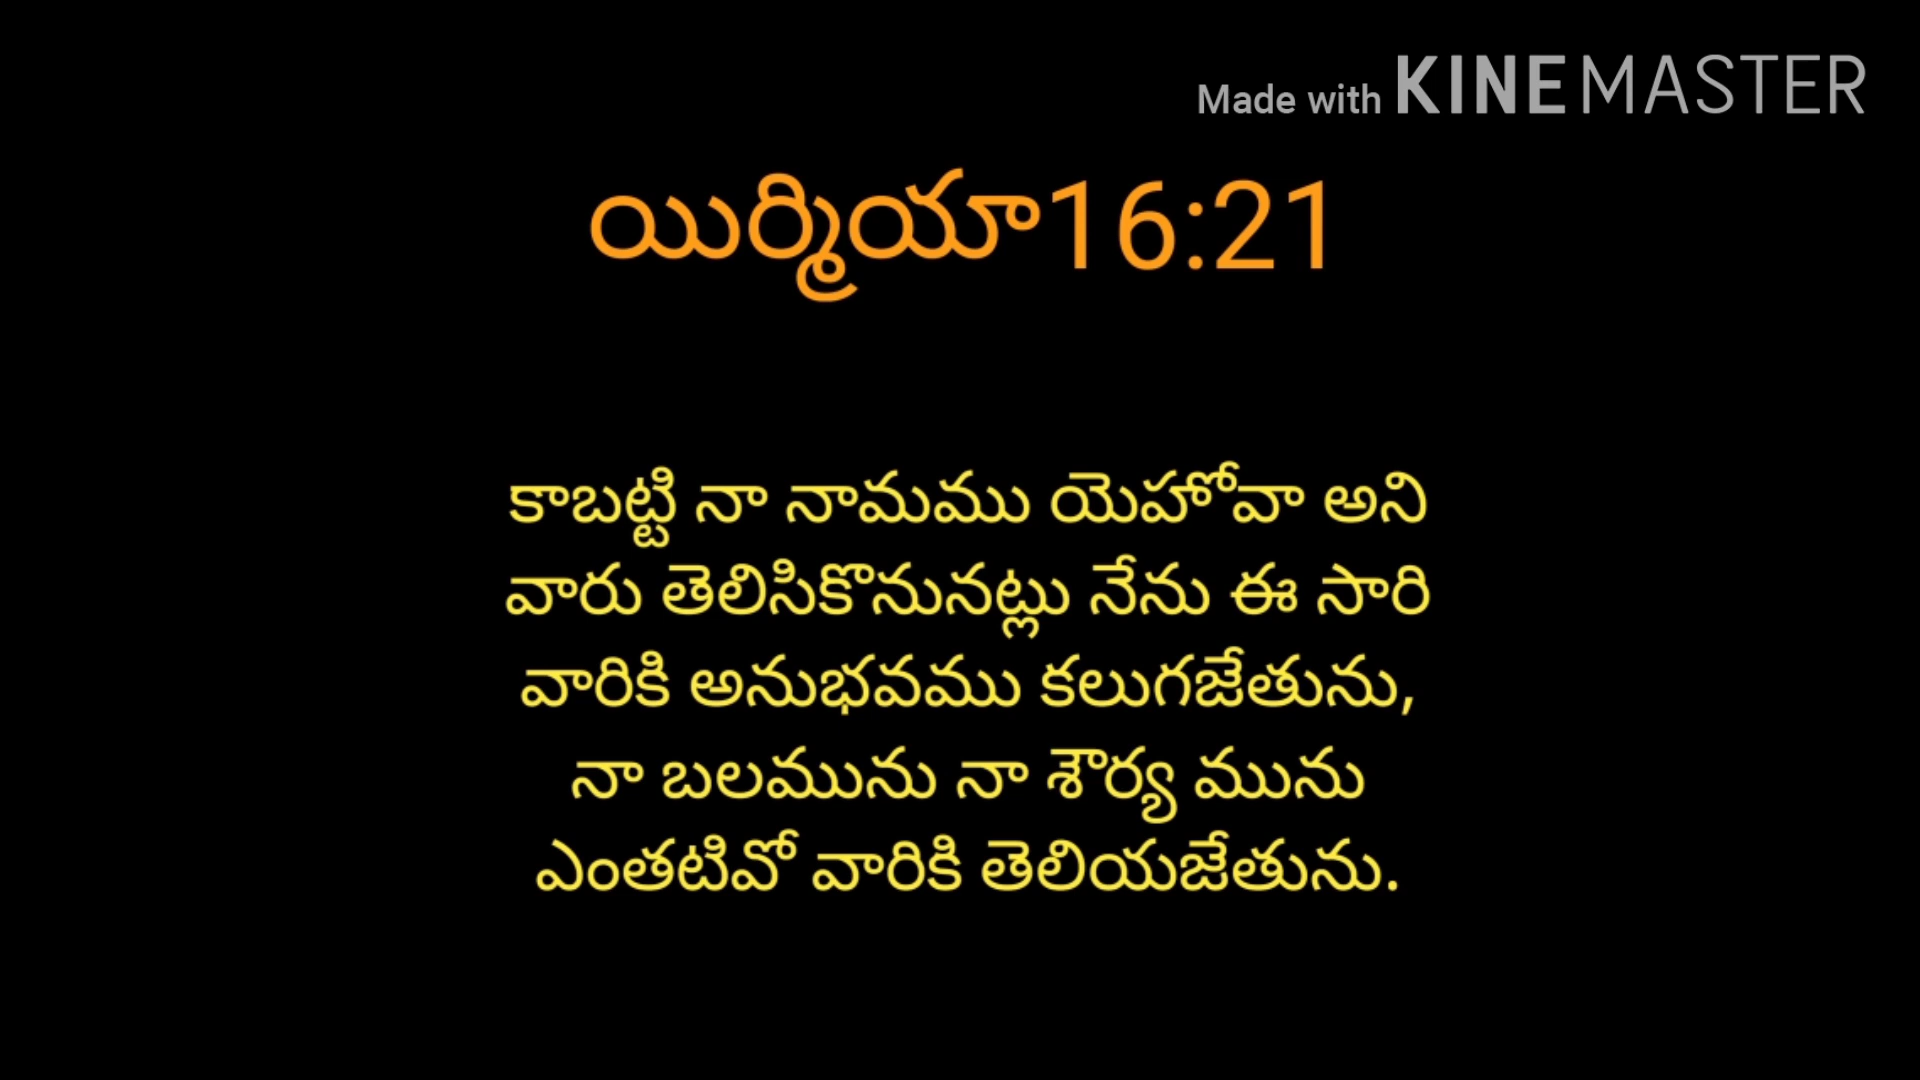 Made with KINEMASTER
యిర్మియా16:21
కాబట్టి నా నామము యెహోవా అని
వారు తెలిసికొనునట్లు నేను ఈ సారి
వారికి అనుభవము కలుగజేతును,
నా బలమును నా శౌర్య మును
ఎంతటివో వారికి తెలియజేతును.